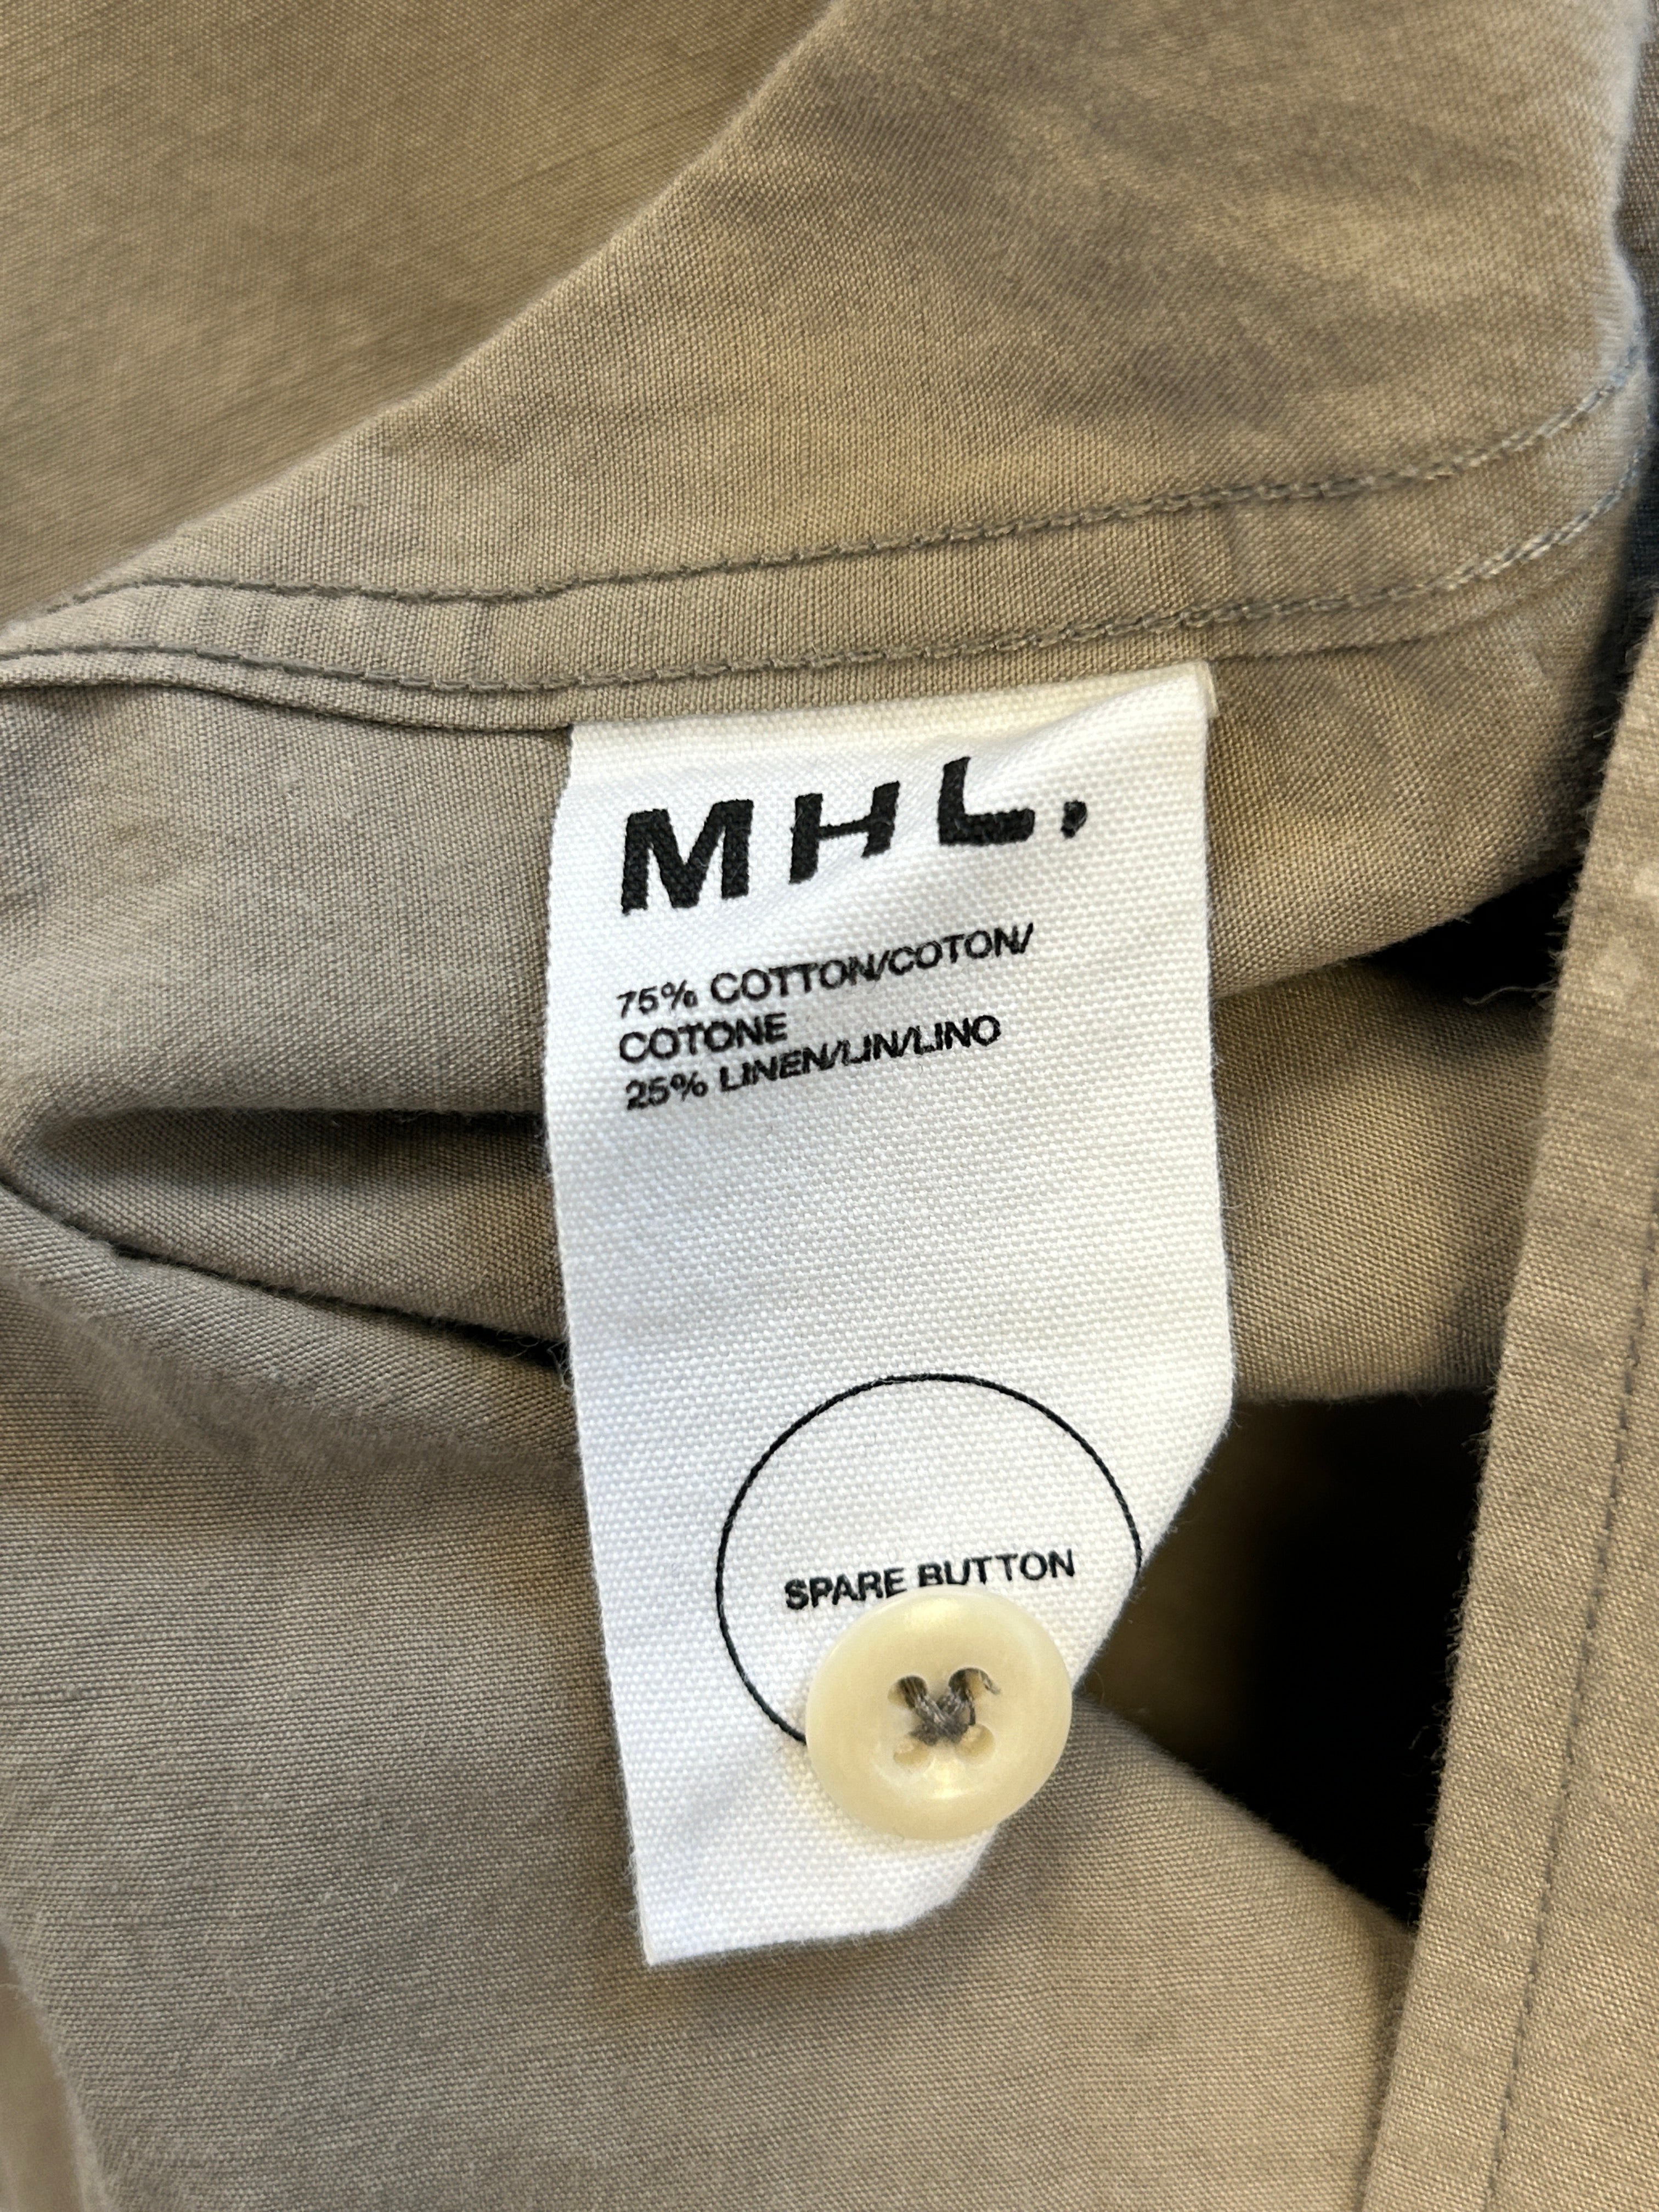 MHL.
75% COTTON/COTON/
COTONE
25% LINEN/LIN/LINO
SPARE BUTTON